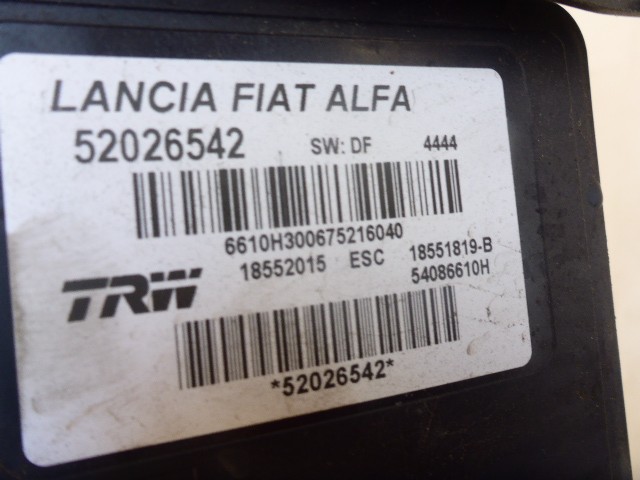 LANCIA FIAT ALFA
52026542 SW: DF 4444
6610H300675216040
18552015 ESC 18551819-B
TRW 54086610H
*52026542*